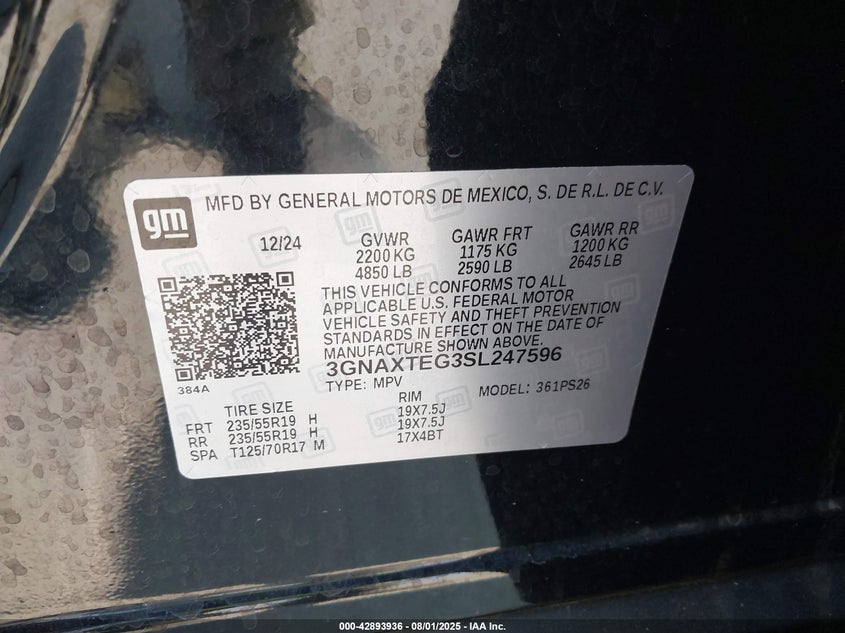 gm
MFD BY GENERAL MOTORS DE MEXICO, S. DE R.L. DE C.V.
12/24
GVWR
2200 KG
4850 LB
GAWR FRT
1175 KG
2590 LB
GAWR RR
1200 KG
2645 LB
THIS VEHICLE CONFORMS TO ALL
APPLICABLE U.S. FEDERAL MOTOR
VEHICLE SAFETY AND THEFT PREVENTION
STANDARDS IN EFFECT ON THE DATE OF
MANUFACTURE SHOWN ABOVE.
3GNAXTEG3SL247596
384A
TYPE: MPV
MODEL: 361PS26
TIRE SIZE RIM
FRT 235/55R19 H 19X7.5J
RR 235/55R19 H 19X7.5J
SPA T125/70R17 M 17X4BT
000-42893936 - 08/01/2025 - IAA Inc.